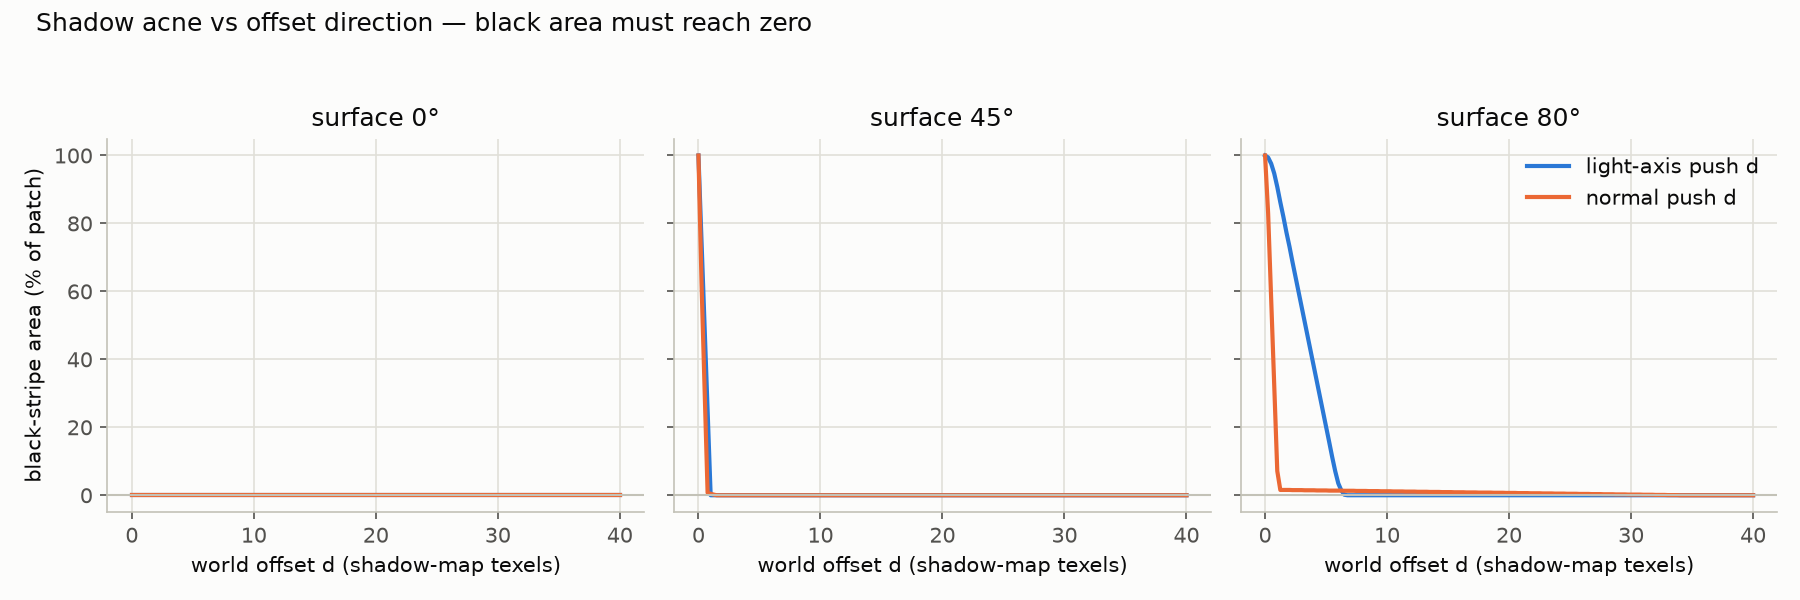 Shadow acne vs offset direction — black area must reach zero
surface 0°
surface 45°
surface 80°
black-stripe area (% of patch)
100
80
60
40
20
0
0 10 20 30 40
0 10 20 30 40
0 10 20 30 40
light-axis push d
normal push d
world offset d (shadow-map texels)
world offset d (shadow-map texels)
world offset d (shadow-map texels)